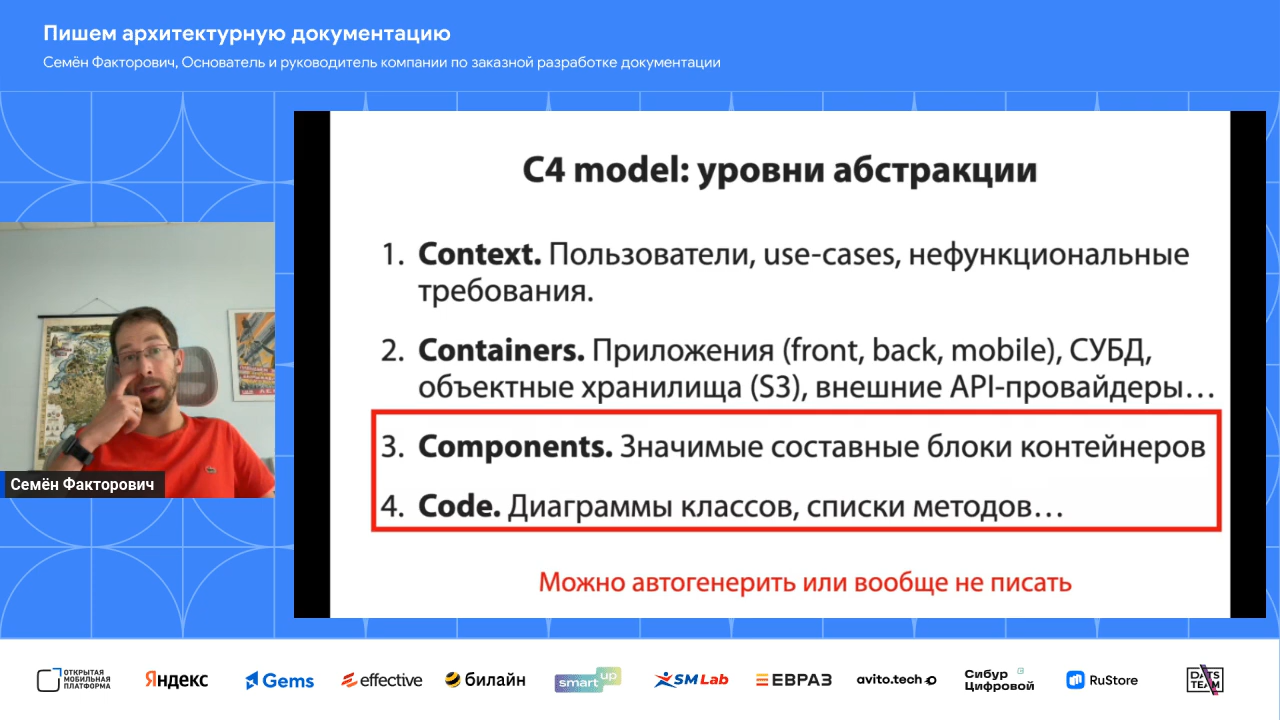 Пишем архитектурную документацию
Семён Факторович, Основатель и руководитель компании по заказной разработке документации
C4 model: уровни абстракции
1. Context. Пользователи, use-cases, нефункциональные
требования.
2. Containers. Приложения (front, back, mobile), СУБД,
объектные хранилища (S3), внешние API-провайдеры…
3. Components. Значимые составные блоки контейнеров
4. Code. Диаграммы классов, списки методов…
Можно автогенерить или вообще не писать
Семён Факторович
ОТКРЫТАЯ
МОБИЛЬНАЯ
ПЛАТФОРМА
Яндекс
Gems
effective
билайн
smart up
SM Lab
ЕВРАЗ
avito.tech
Сибур
Цифровой
RuStore
DATS
TEAM